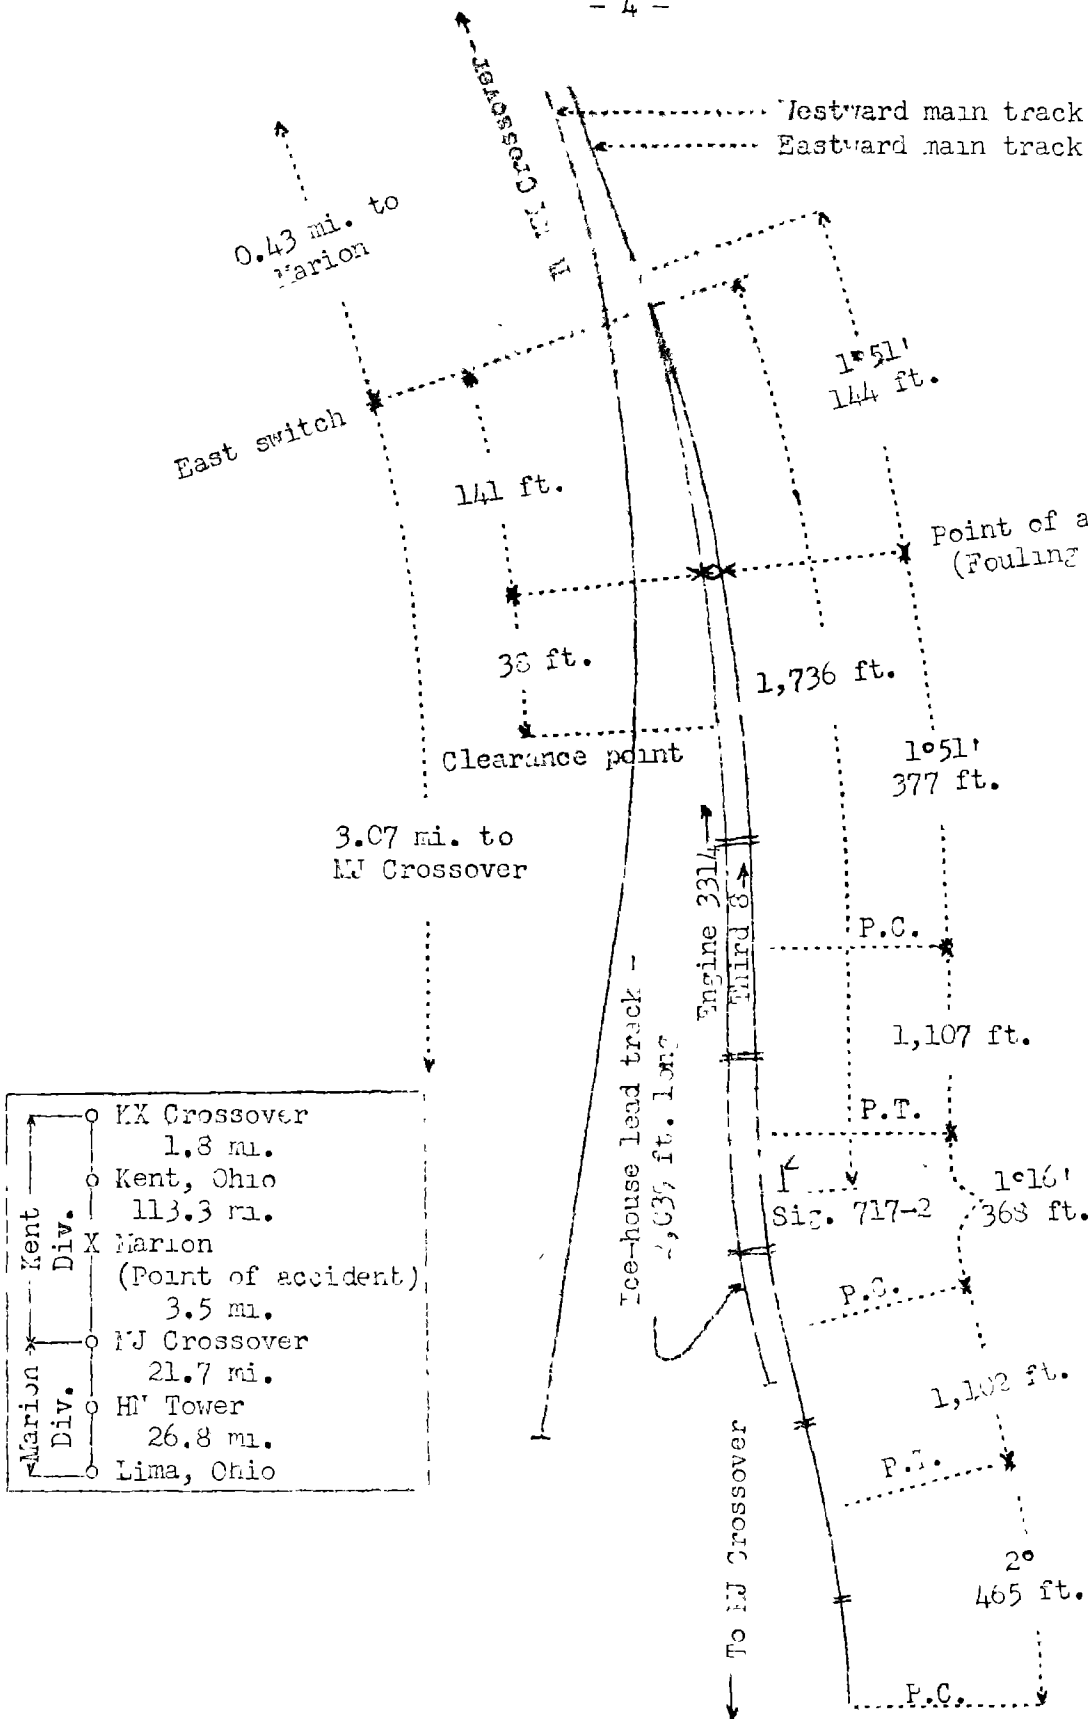 - 4 -
Crossover
Westward main track
Eastward main track
0.43 mi. to
Marion
1°51'
144 ft.
East switch
141 ft.
Point of a
(Fouling
38 ft.
1,736 ft.
Clearance point
1°51'
377 ft.
3.07 mi. to
MJ Crossover
Engine 3314
Third 8
P.C.
Ice-house lead track -
ft. long
1,107 ft.
P.T.
Sig. 717-2
1°16'
368 ft.
P.C.
1,102 ft.
P.T.
2°
465 ft.
To MJ Crossover
P.C.
KX Crossover
1.8 mi.
Kent, Ohio
113.3 mi.
X Marion
(Point of accident)
3.5 mi.
MJ Crossover
21.7 mi.
Tower
26.8 mi.
Lima, Ohio
Kent
Div.
Marion
Div.